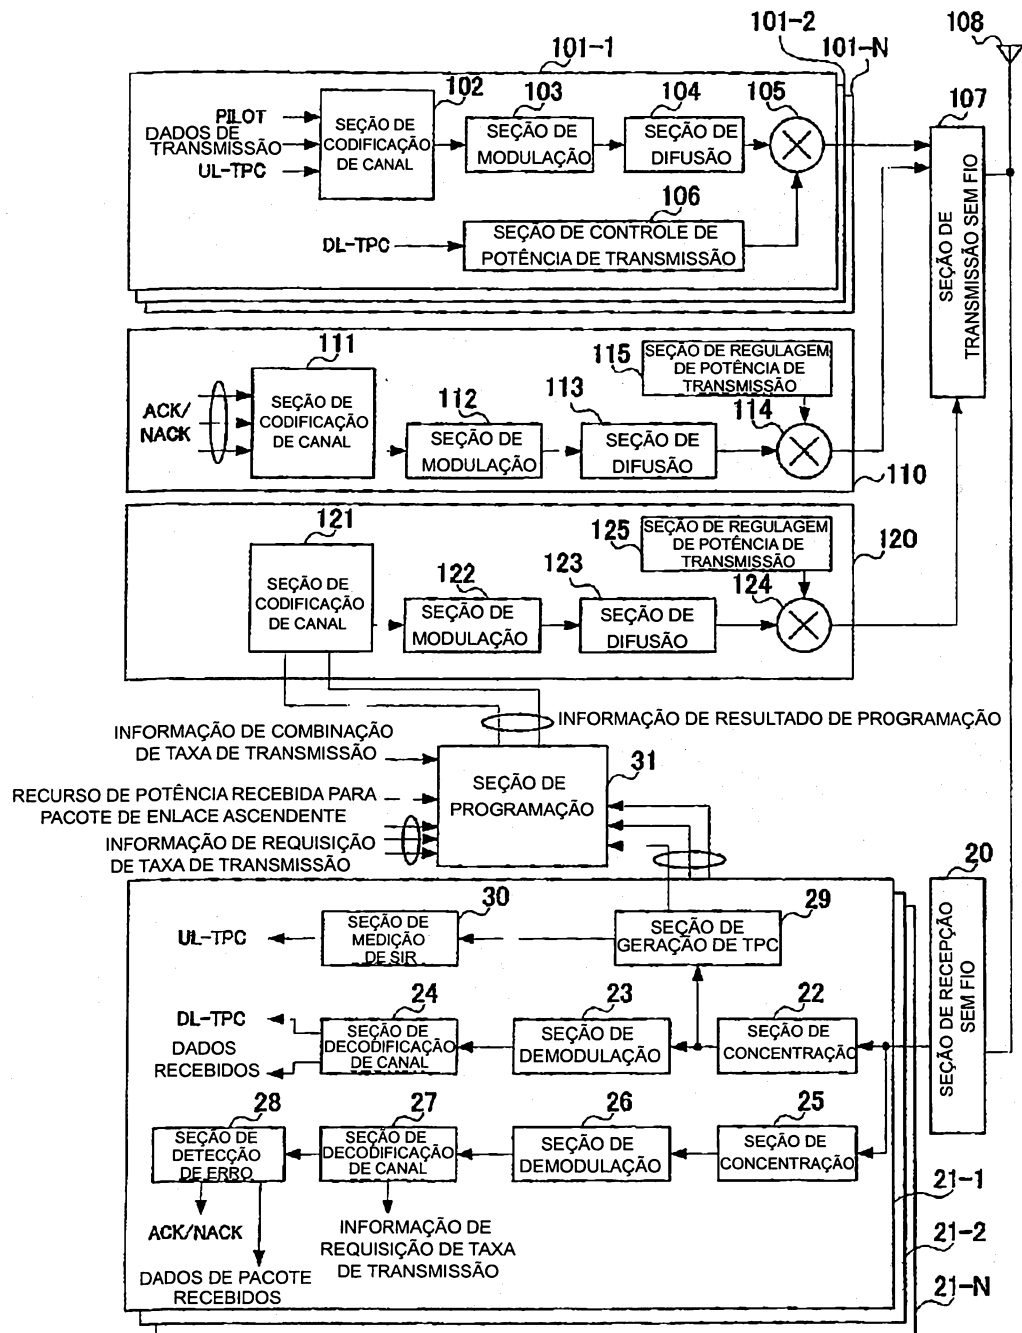 101-1
101-2
101-N
108
102
103
104
105
107
PILOT
DADOS DE
TRANSMISSÃO
UL-TPC
SEÇÃO DE
CODIFICAÇÃO
DE CANAL
SEÇÃO DE
MODULAÇÃO
SEÇÃO DE
DIFUSÃO
106
DL-TPC
SEÇÃO DE CONTROLE DE
POTÊNCIA DE TRANSMISSÃO
SEÇÃO DE
TRANSMISSÃO SEM FIO
111
115
SEÇÃO DE REGULAGEM
DE POTÊNCIA DE
TRANSMISSÃO
ACK/
NACK
SEÇÃO DE
CODIFICAÇÃO
DE CANAL
112
SEÇÃO DE
MODULAÇÃO
113
SEÇÃO DE
DIFUSÃO
114
110
121
125
SEÇÃO DE REGULAGEM
DE POTÊNCIA DE
TRANSMISSÃO
120
SEÇÃO DE
CODIFICAÇÃO
DE CANAL
122
SEÇÃO DE
MODULAÇÃO
123
SEÇÃO DE
DIFUSÃO
124
INFORMAÇÃO DE RESULTADO DE PROGRAMAÇÃO
INFORMAÇÃO DE COMBINAÇÃO
DE TAXA DE TRANSMISSÃO
31
SEÇÃO DE
PROGRAMAÇÃO
RECURSO DE POTÊNCIA RECEBIDA PARA
PACOTE DE ENLACE ASCENDENTE
INFORMAÇÃO DE REQUISIÇÃO
DE TAXA DE TRANSMISSÃO
20
SEÇÃO DE RECEPÇÃO
SEM FIO
30
29
UL-TPC
SEÇÃO DE
MEDIÇÃO
DE SIR
SEÇÃO DE
GERAÇÃO DE TPC
24
23
22
DL-TPC
DADOS
RECEBIDOS
SEÇÃO DE
DECODIFICAÇÃO
DE CANAL
SEÇÃO DE
DEMODULAÇÃO
SEÇÃO DE
CONCENTRAÇÃO
28
27
26
25
SEÇÃO DE
DETECÇÃO
DE ERRO
SEÇÃO DE
DECODIFICAÇÃO
DE CANAL
SEÇÃO DE
DEMODULAÇÃO
SEÇÃO DE
CONCENTRAÇÃO
21-1
ACK/NACK
INFORMAÇÃO DE
REQUISIÇÃO DE TAXA
DE TRANSMISSÃO
21-2
DADOS DE PACOTE
RECEBIDOS
21-N